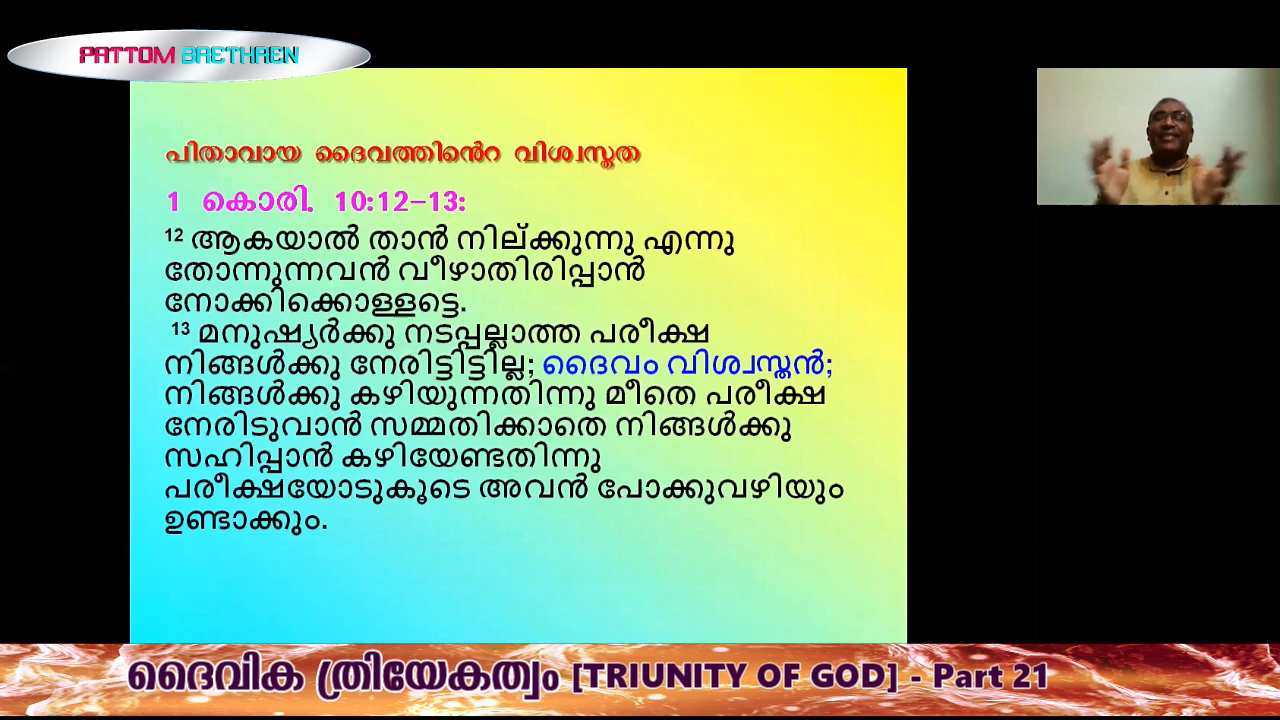 PATTOM BRETHREN
പിതാവായ ദൈവത്തിൻെറ വിശ്വസ്തത
1 കൊരി. 10:12-13:
12 ആകയാൽ താൻ നില്ക്കുന്നു എന്നു
തോന്നുന്നവൻ വീഴാതിരിപ്പാൻ
നോക്കിക്കൊള്ളട്ടെ.
13 മനുഷ്യർക്കു നടപ്പല്ലാത്ത പരീക്ഷ
നിങ്ങൾക്കു നേരിട്ടിട്ടില്ല; ദൈവം വിശ്വസ്തൻ;
നിങ്ങൾക്കു കഴിയുന്നതിന്നു മീതെ പരീക്ഷ
നേരിടുവാൻ സമ്മതിക്കാതെ നിങ്ങൾക്കു
സഹിപ്പാൻ കഴിയേണ്ടതിന്നു
പരീക്ഷയോടുകൂടെ അവൻ പോക്കുവഴിയും
ഉണ്ടാക്കും.
ദൈവിക ത്രിയേകത്വം [TRIUNITY OF GOD] - Part 21